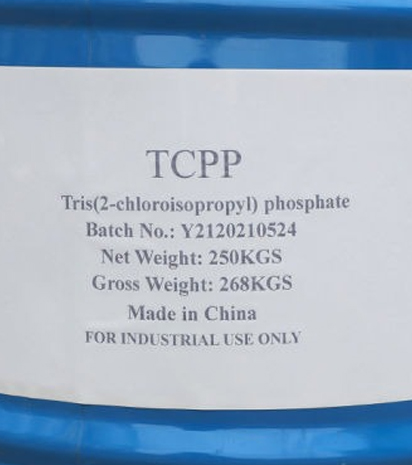 TCPP
Tris(2-chloroisopropyl) phosphate
Batch No.: Y2120210524
Net Weight: 250KGS
Gross Weight: 268KGS
Made in China
FOR INDUSTRIAL USE ONLY